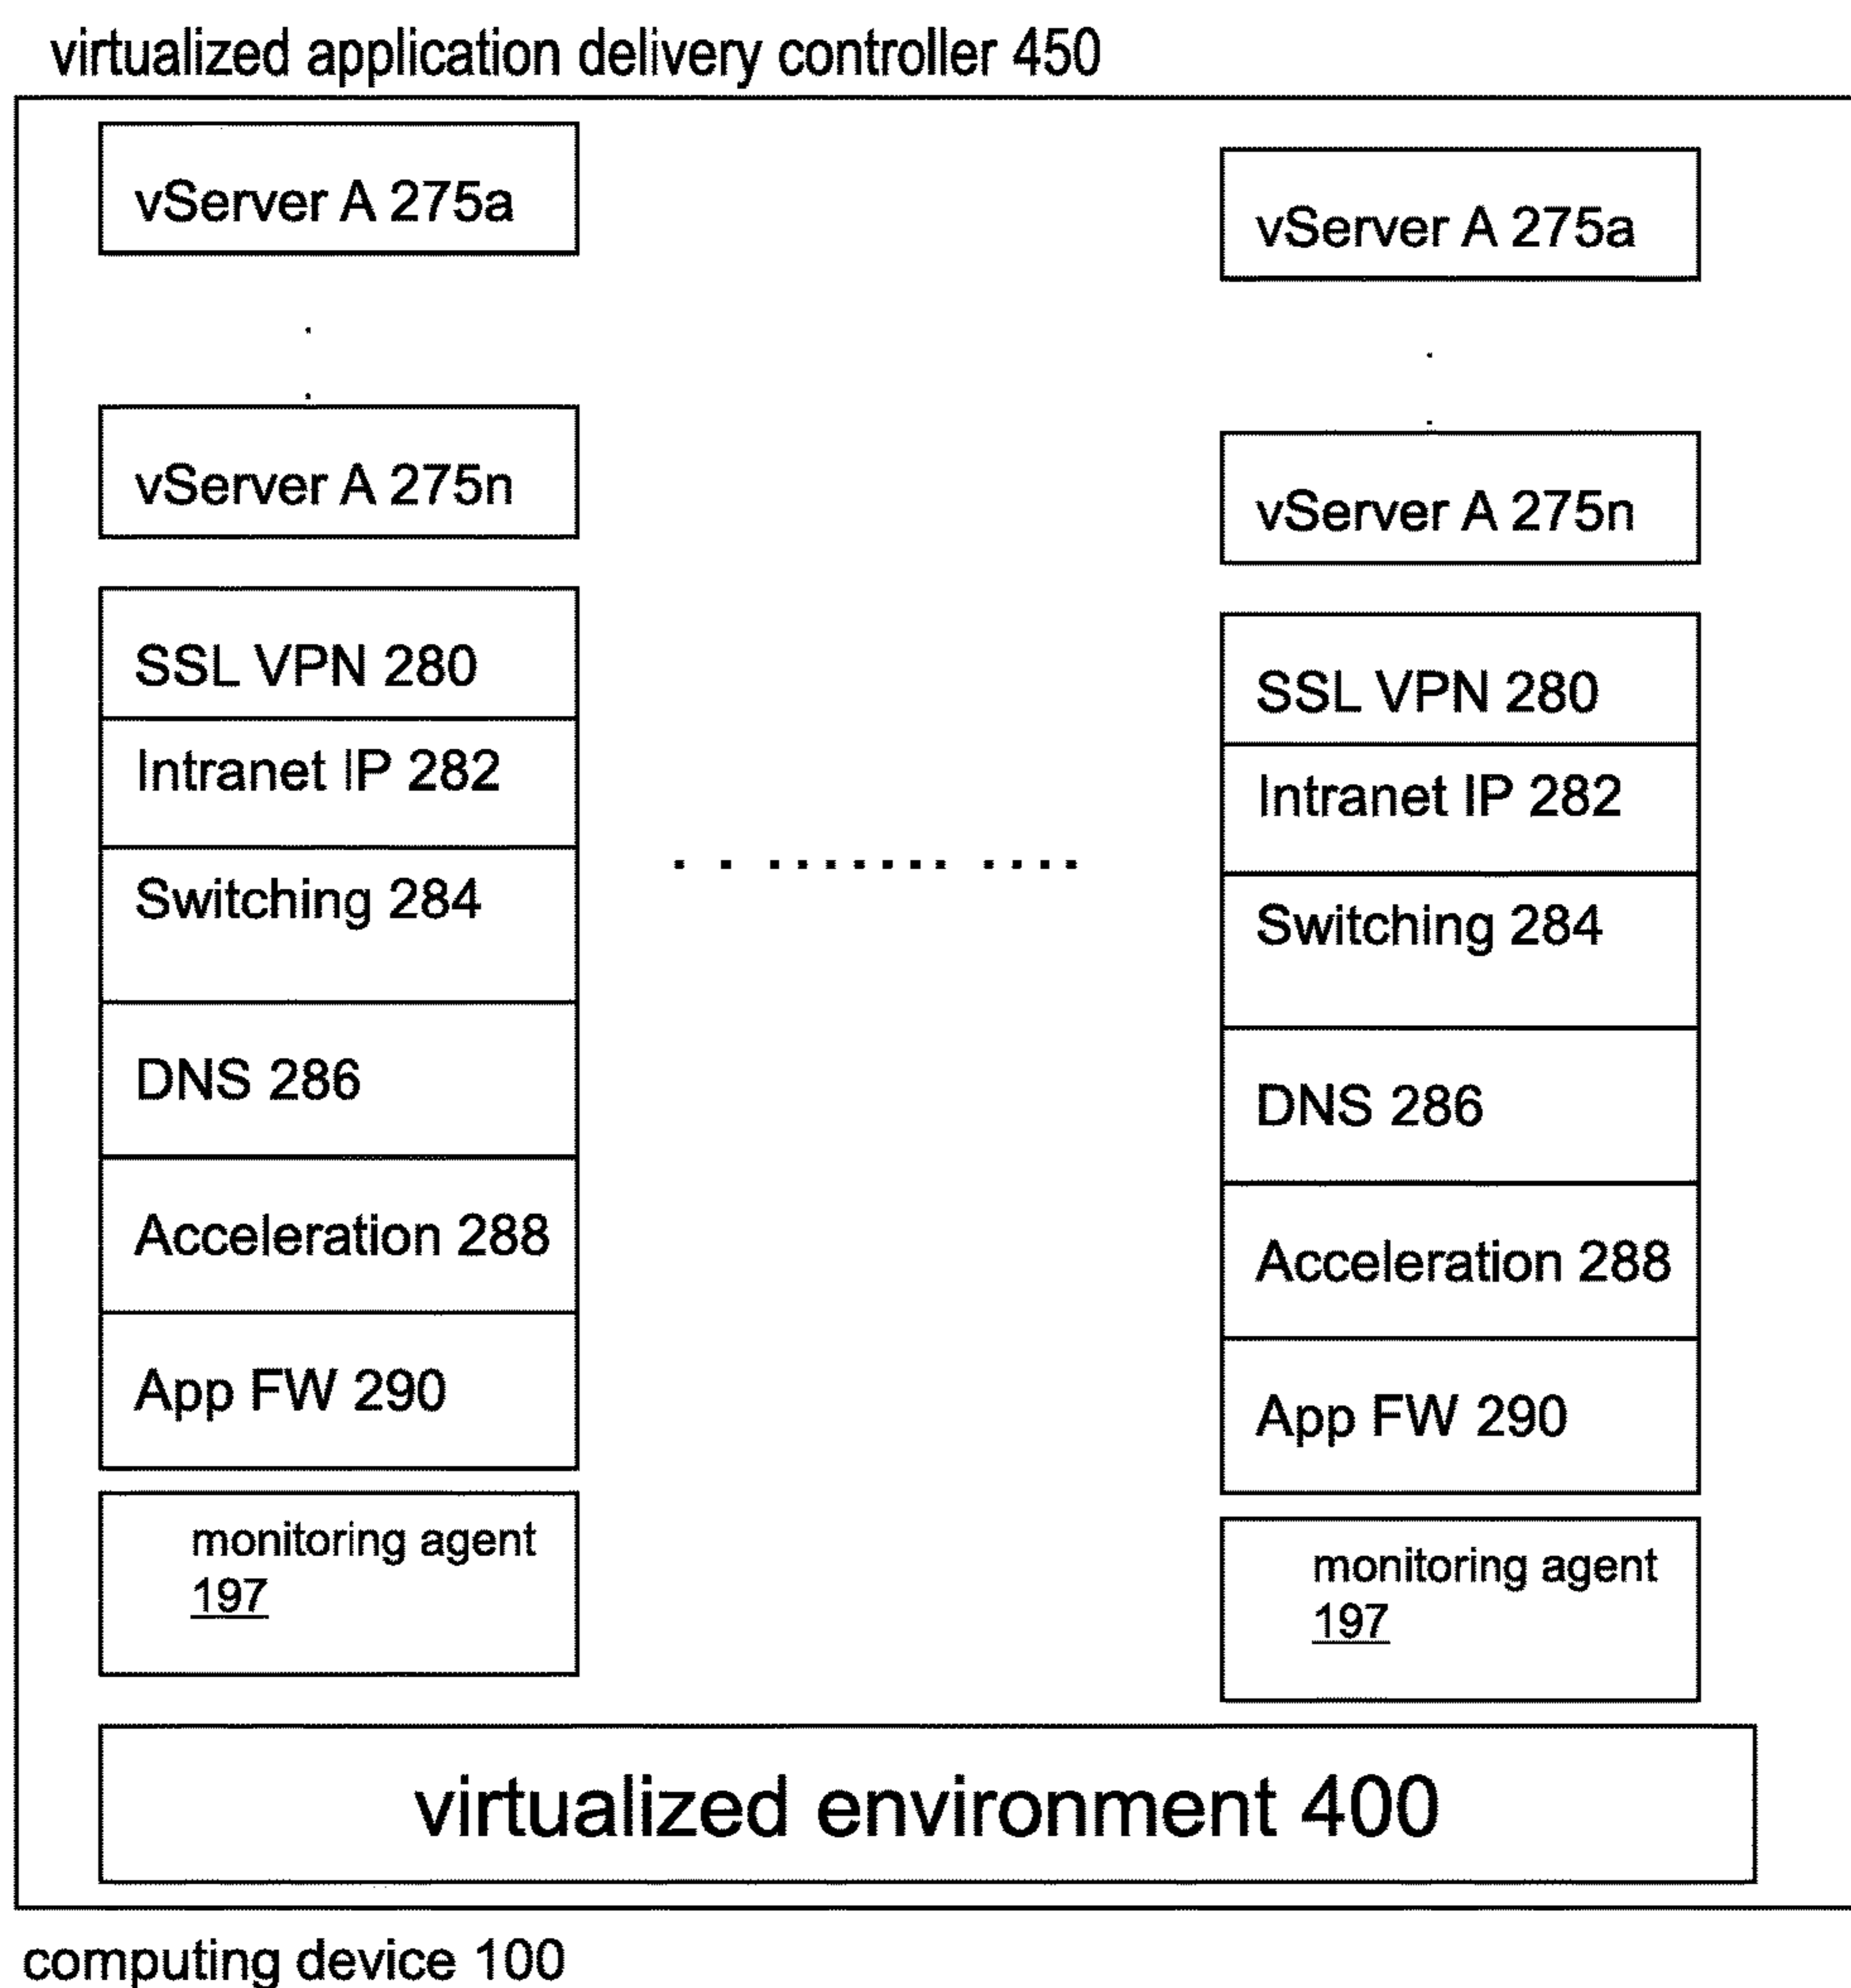 virtualized application delivery controller 450
vServer A 275a
vServer A 275n
SSL VPN 280
Intranet IP 282
Switching 284
DNS 286
Acceleration 288
App FW 290
monitoring agent
197
vServer A 275a
vServer A 275n
SSL VPN 280
Intranet IP 282
Switching 284
DNS 286
Acceleration 288
App FW 290
monitoring agent
197
virtualized environment 400
computing device 100